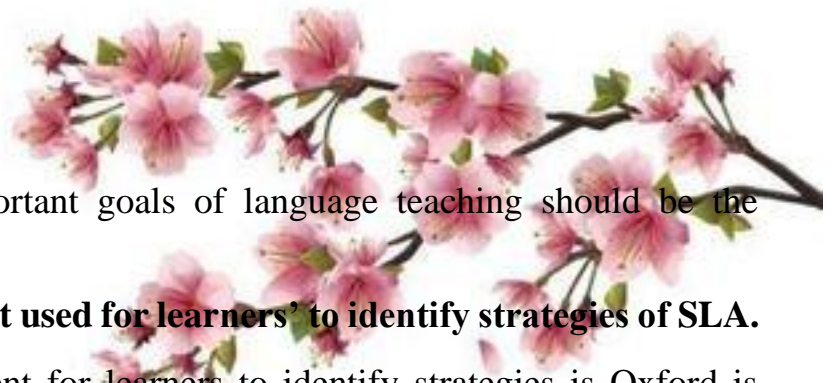 ortant goals of language teaching should be the
t used for learners’ to identify strategies of SLA.
ent for learners to identify strategies is Oxford is